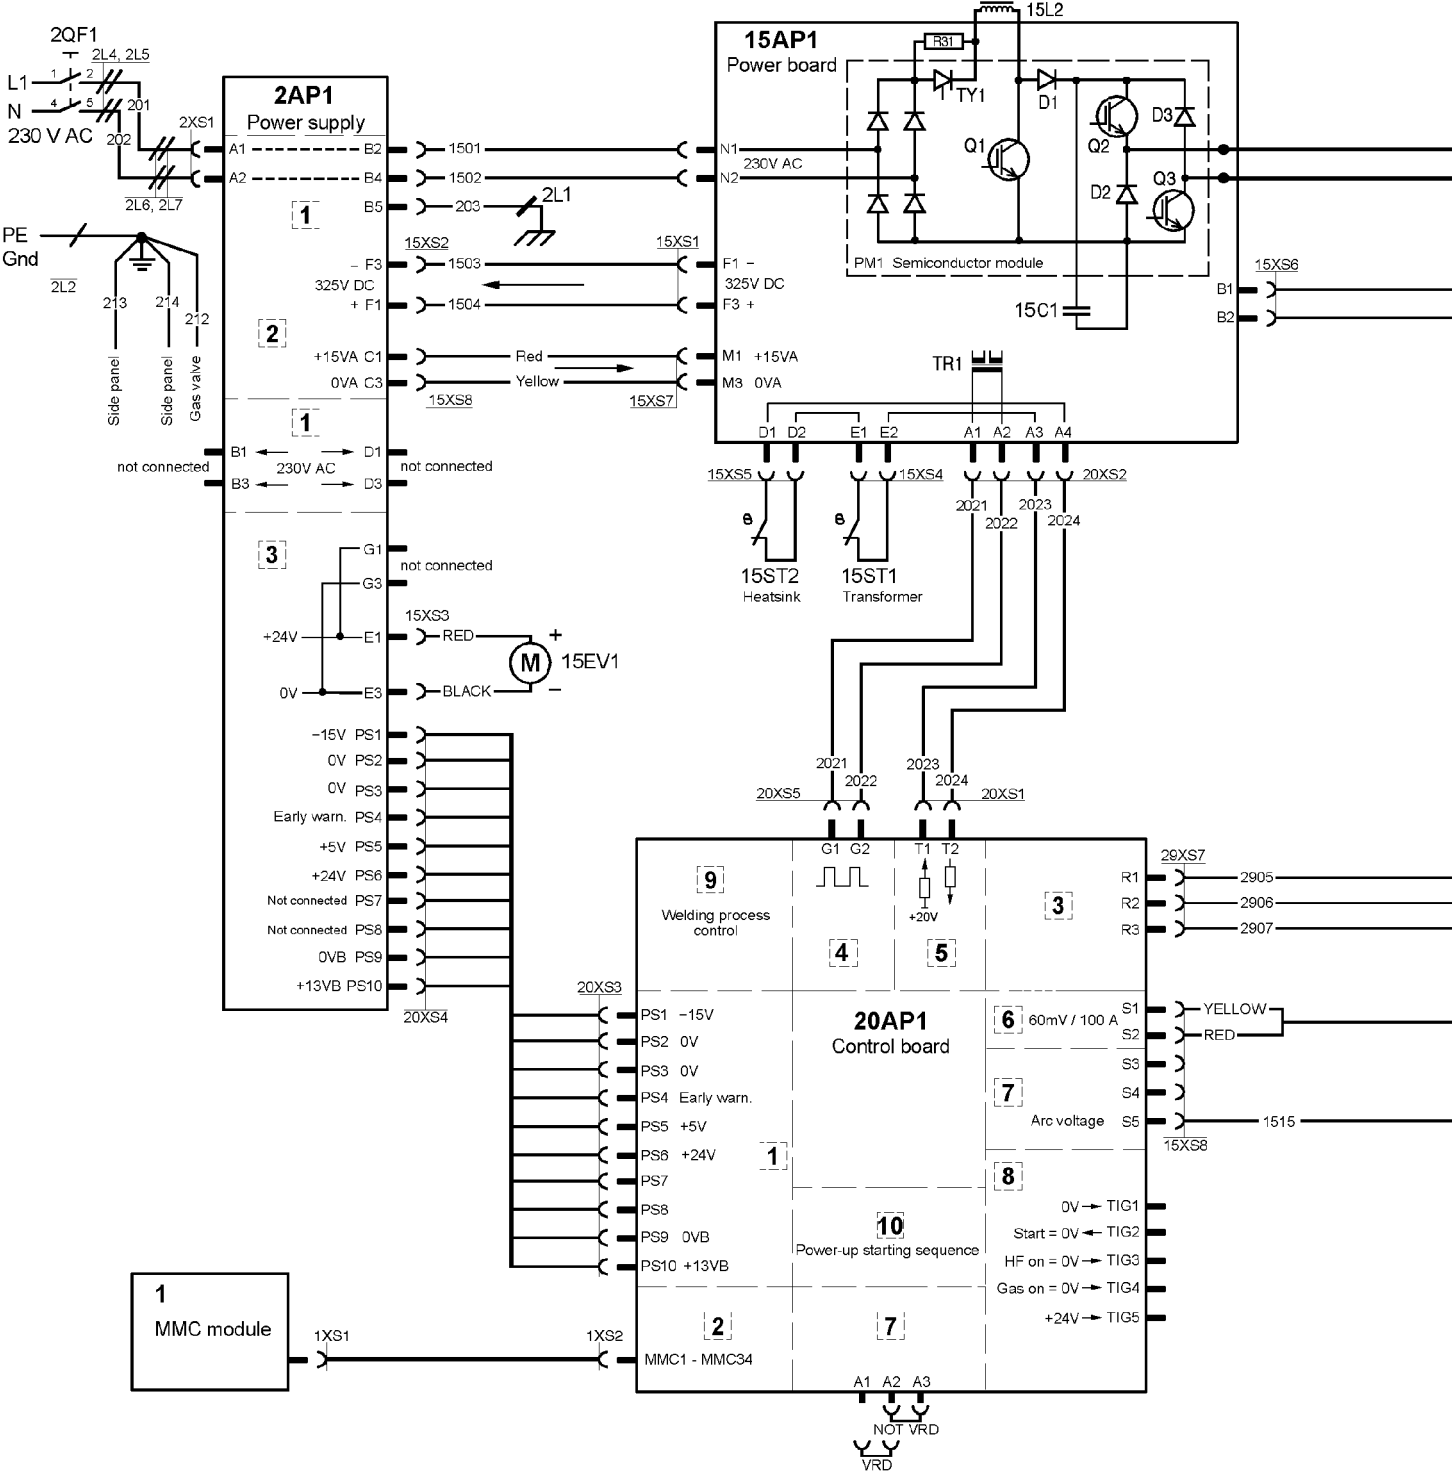 15L2
2QF1
2L4, 2L5
L1
1
2
201
N
4
5
202
230 V AC
2XS1
2L6, 2L7
PE
Gnd
2L2
213
214
212
Side panel
Side panel
Gas valve
2AP1
Power supply
A1
B2
1501
A2
B4
1502
B5
203
2L1
1
15XS2
15XS1
– F3
1503
325V DC
+ F1
1504
2
+15VA C1
Red
0VA C3
Yellow
15XS8
15XS7
1
B1
D1
not connected
230V AC
not connected
B3
D3
3
G1
not connected
G3
15XS3
+24V
E1
RED
+
M
15EV1
0V
E3
BLACK
–
–15V PS1
0V PS2
0V PS3
Early warn. PS4
+5V PS5
+24V PS6
Not connected PS7
Not connected PS8
0VB PS9
+13VB PS10
20XS4
15AP1
Power board
R31
TY1
D1
Q1
Q2
D3
D2
Q3
N1
230V AC
N2
PM1 Semiconductor module
F1 –
325V DC
F3 +
15C1
15XS6
B1
B2
M1 +15VA
M3 0VA
TR1
D1
D2
E1
E2
A1
A2
A3
A4
15XS5
15XS4
20XS2
2021
2022
2023
2024
θ
θ
15ST2
Heatsink
15ST1
Transformer
2021
2022
2023
2024
20XS5
20XS1
G1
G2
T1
T2
+20V
9
Welding process
control
4
5
3
29XS7
R1
2905
R2
2906
R3
2907
20AP1
Control board
6
60mV / 100 A
S1
YELLOW
S2
RED
S3
7
S4
Arc voltage
S5
1515
15XS8
20XS3
PS1 –15V
PS2 0V
PS3 0V
PS4 Early warn.
PS5 +5V
PS6 +24V
PS7
PS8
PS9 0VB
PS10 +13VB
1
8
10
Power-up starting sequence
0V
TIG1
Start = 0V
TIG2
HF on = 0V
TIG3
Gas on = 0V
TIG4
+24V
TIG5
1
MMC module
1XS1
1XS2
2
7
MMC1 - MMC34
A1
A2
A3
NOT VRD
VRD